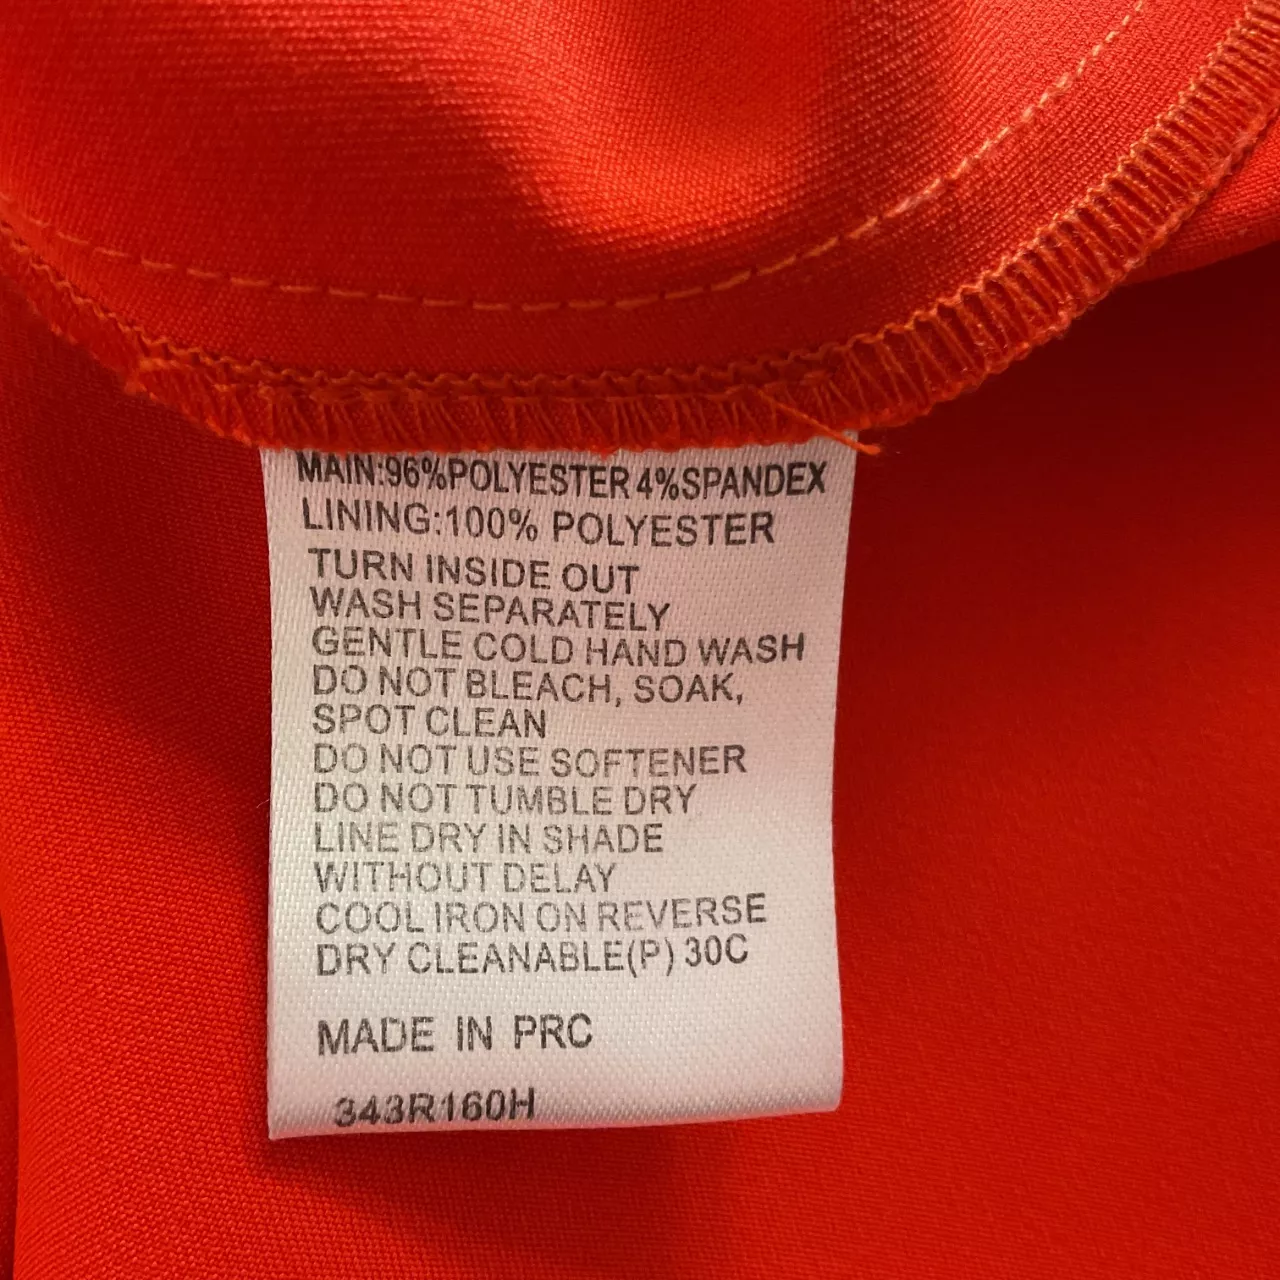 MAIN:96%POLYESTER 4%SPANDEX
LINING:100% POLYESTER
TURN INSIDE OUT
WASH SEPARATELY
GENTLE COLD HAND WASH
DO NOT BLEACH, SOAK,
SPOT CLEAN
DO NOT USE SOFTENER
DO NOT TUMBLE DRY
LINE DRY IN SHADE
WITHOUT DELAY
COOL IRON ON REVERSE
DRY CLEANABLE(P) 30C
MADE IN PRC
343R160H